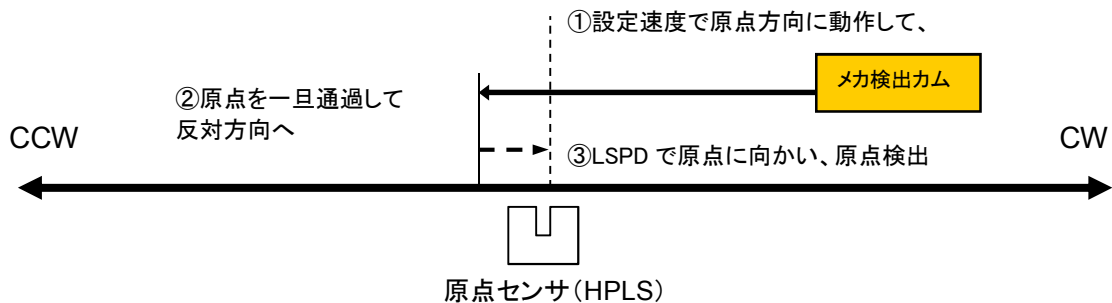 ①設定速度で原点方向に動作して、
メカ検出カム
②原点を一旦通過して
反対方向へ
CCW
CW
③LSPD で原点に向かい、原点検出
原点センサ(HPLS)